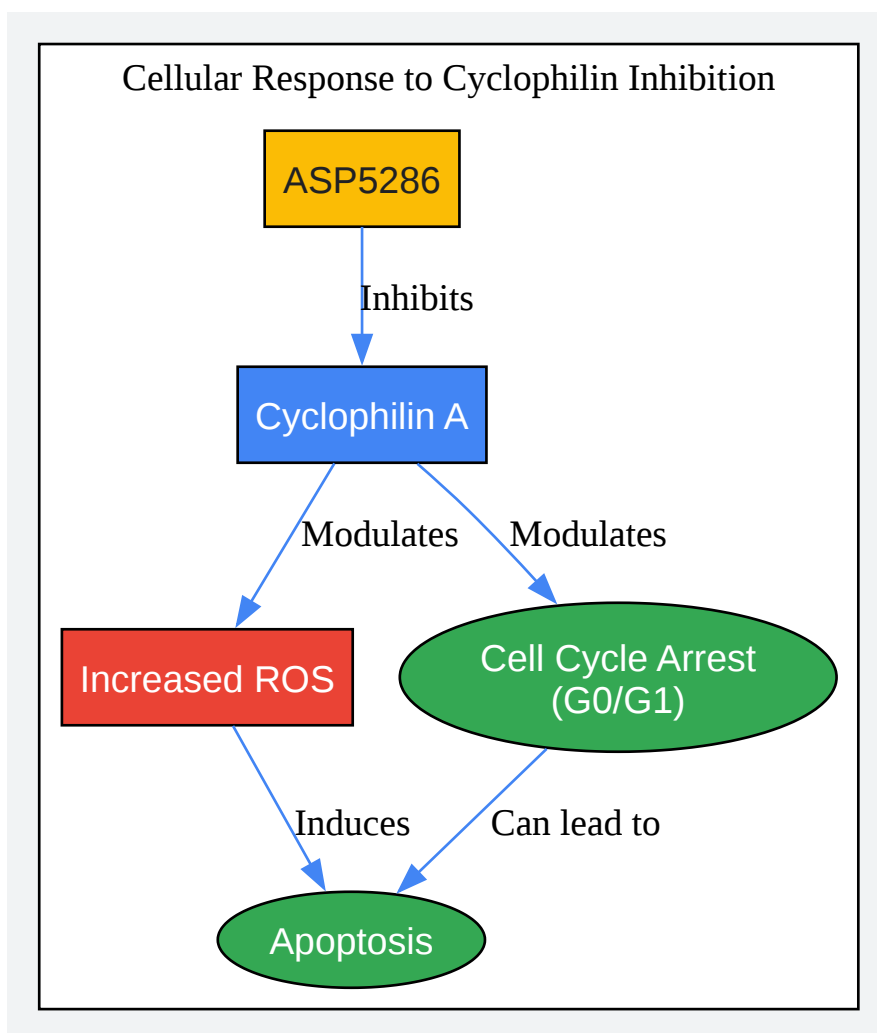 Cellular Response to Cyclophilin Inhibition
ASP5286
Inhibits
Cyclophilin A
Modulates
Modulates
Increased ROS
Cell Cycle Arrest
(G0/G1)
Induces
Can lead to
Apoptosis